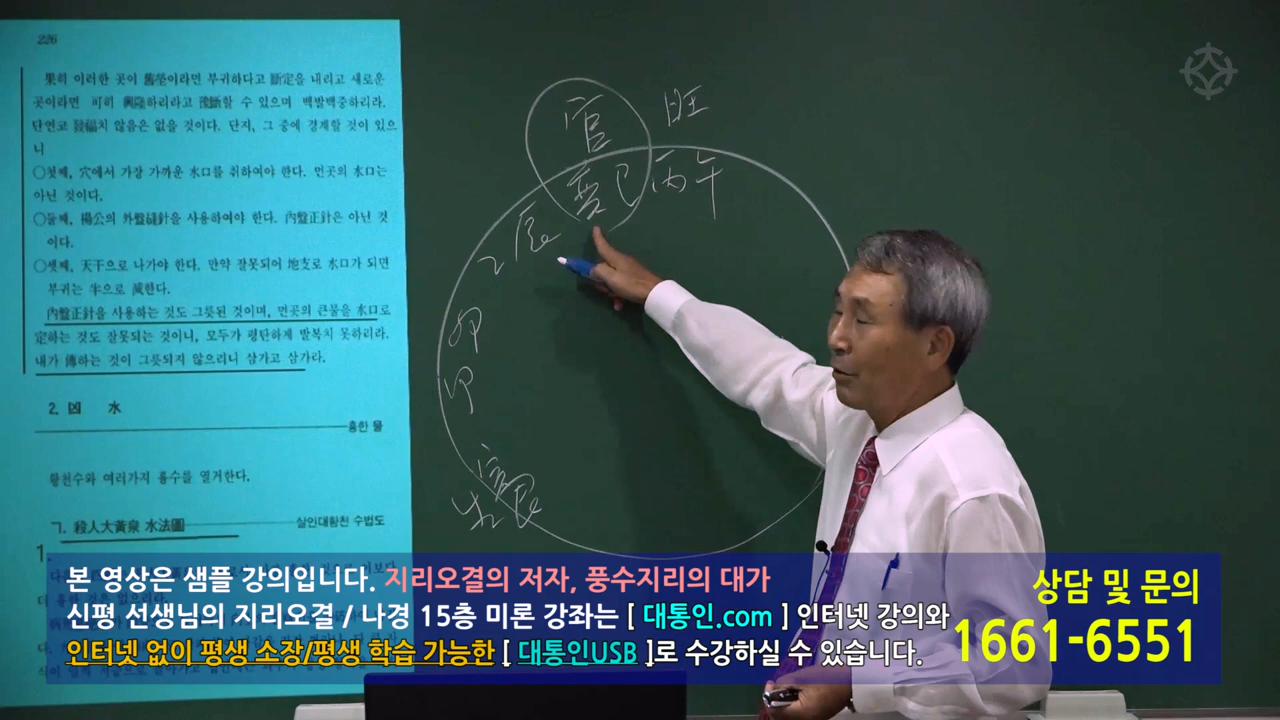 226
果히 이러한 곳이 舊塋이라면 부귀하다고 斷定을 내리고 새로운
곳이라면 可히 興隆하리라고 豫斷할 수 있으며 백발백중하리라.
단연코 發福치 않음은 없을 것이다. 단지, 그 중에 경계할 것이 있으
니
○첫째, 穴에서 가장 가까운 水口를 취하여야 한다. 먼곳의 水口는
아닌 것이다.
○둘째, 楊公의 外盤縫針을 사용하여야 한다. 內盤正針은 아닌 것
이다.
○셋째, 天干으로 나가야 한다. 만약 잘못되어 地支로 水口가 되면
부귀는 半으로 減한다.
內盤正針을 사용하는 것도 그릇된 것이며, 먼곳의 큰물을 水口로
定하는 것도 잘못되는 것이니, 모두가 평탄하게 발복치 못하리라.
내가 傳하는 것이 그릇되지 않으리니 삼가고 삼가라.
2. 凶 水
흉한 물
황천수와 여러가지 흉수를 열거한다.
ㄱ. 殺人大黃泉 水法圖
살인대황천 수법도
1.
官 旺
巽巳 丙午
乙辰
卯
甲
寅
生艮
본 영상은 샘플 강의입니다. 지리오결의 저자, 풍수지리의 대가
신평 선생님의 지리오결 / 나경 15층 미론 강좌는 [ 대통인.com ] 인터넷 강의와
인터넷 없이 평생 소장/평생 학습 가능한 [ 대통인USB ]로 수강하실 수 있습니다.
상담 및 문의
1661-6551